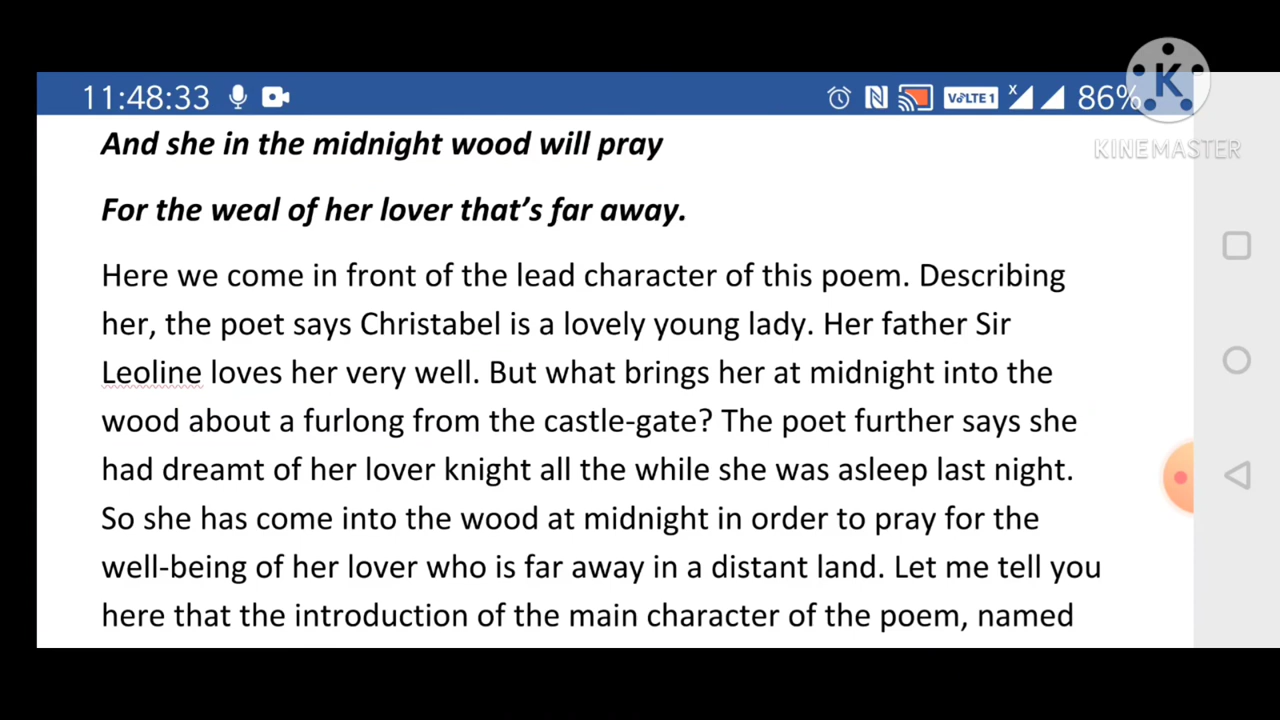 11:48:33 VoLTE1 X 86%
K
KINEMASTER
And she in the midnight wood will pray
For the weal of her lover that's far away.
Here we come in front of the lead character of this poem. Describing
her, the poet says Christabel is a lovely young lady. Her father Sir
Leoline loves her very well. But what brings her at midnight into the
wood about a furlong from the castle-gate? The poet further says she
had dreamt of her lover knight all the while she was asleep last night.
So she has come into the wood at midnight in order to pray for the
well-being of her lover who is far away in a distant land. Let me tell you
here that the introduction of the main character of the poem, named